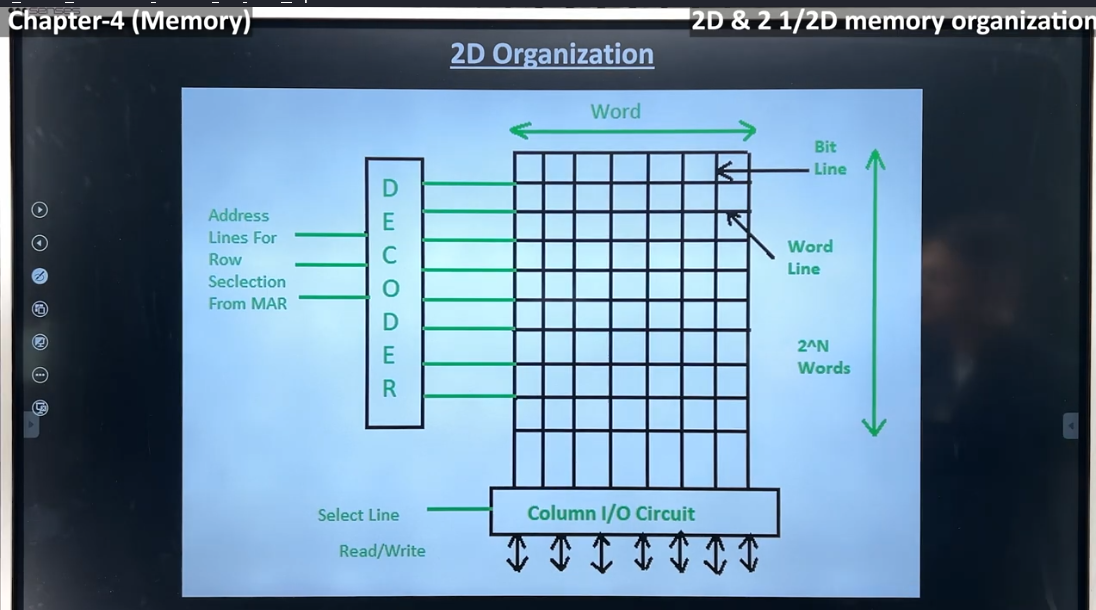 Chapter-4 (Memory)
2D & 2 1/2D memory organization
2D Organization
Word
Bit
Line
D
E
C
O
D
E
R
Address
Lines For
Row
Seclection
From MAR
Word
Line
2^N
Words
Select Line
Column I/O Circuit
Read/Write